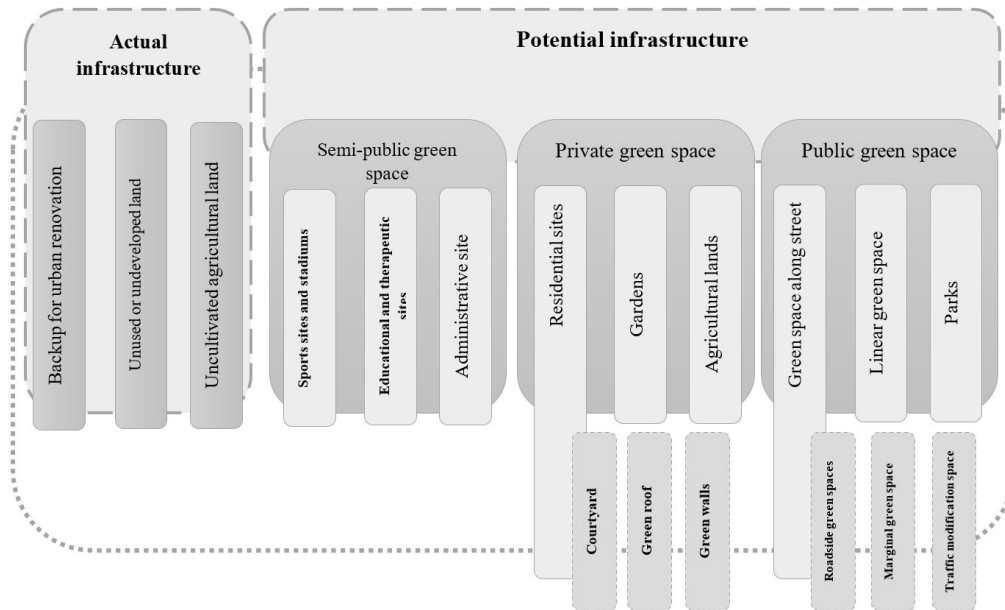 Actual
infrastructure
Backup for urban renovation
Unused or undeveloped land
Uncultivated agricultural land
Potential infrastructure
Semi-public green
space
Sports sites and stadiums
Educational and therapeutic
sites
Administrative site
Private green space
Residential sites
Gardens
Agricultural lands
Courtyard
Green roof
Green walls
Public green space
Green space along street
Linear green space
Parks
Roadside green spaces
Marginal green space
Traffic modification space